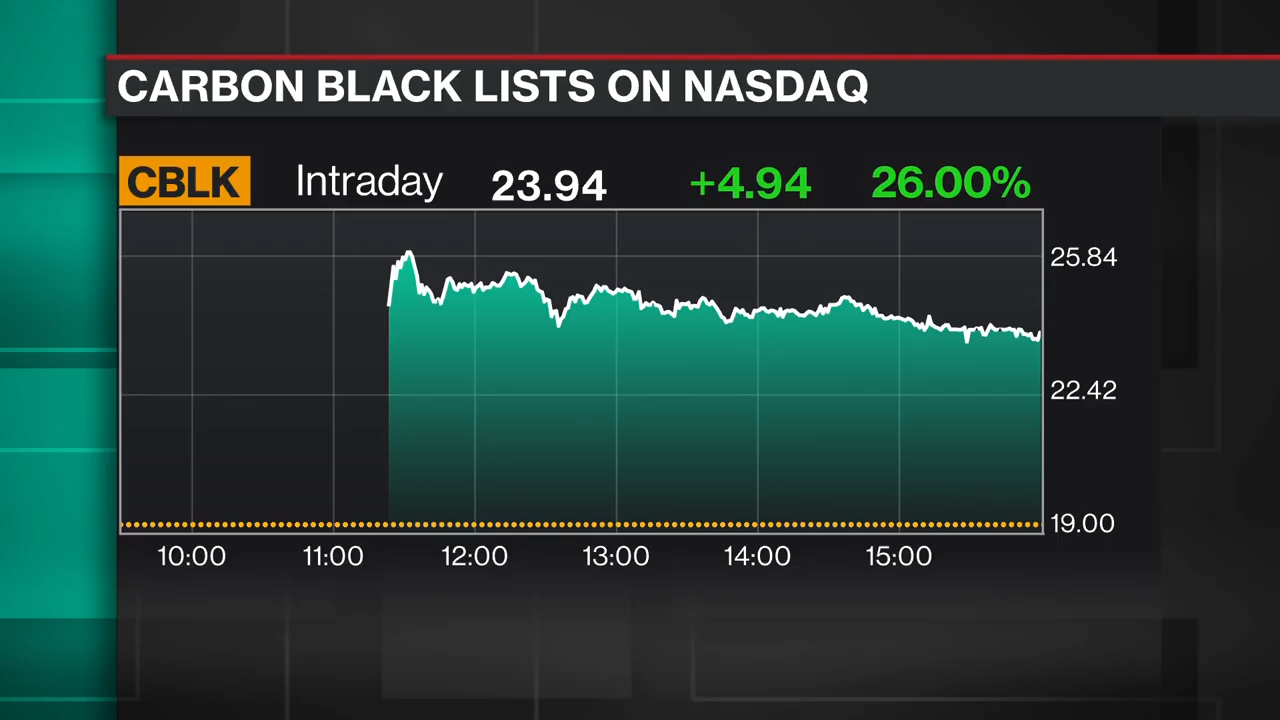 CARBON BLACK LISTS ON NASDAQ
CBLK Intraday 23.94 +4.94 26.00%
25.84
22.42
19.00
10:00 11:00 12:00 13:00 14:00 15:00